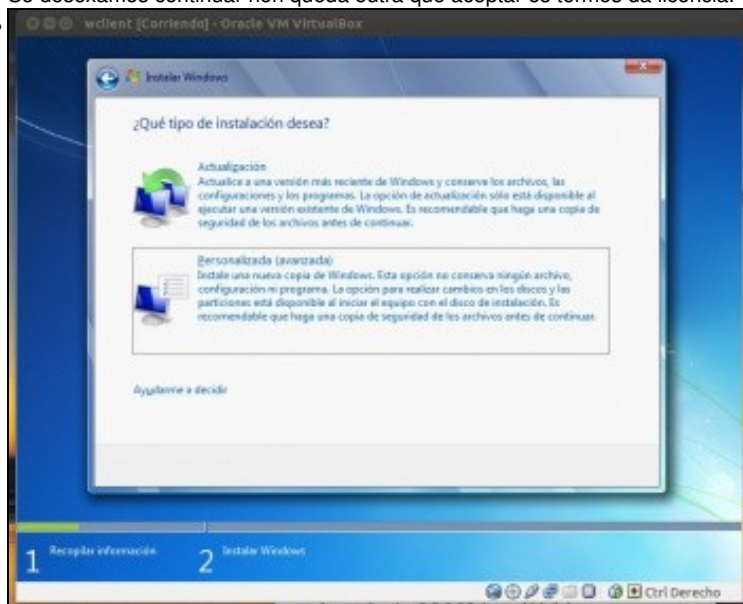 Se desexamos continuar non queda outra que aceptar os termos da licencia.
wclient [Corriendo] - Oracle VM VirtualBox
Instalar Windows
¿Qué tipo de instalación desea?
Actualización
Actualice a una versión más reciente de Windows y conserve los archivos, las
configuraciones y los programas. La opción de actualización sólo está disponible al
ejecutar una versión existente de Windows. Es recomendable que haga una copia de
seguridad de los archivos antes de continuar.
Personalizada (avanzada)
Instale una nueva copia de Windows. Esta opción no conserva ningún archivo,
configuración ni programa. La opción para realizar cambios en los discos y las
particiones está disponible al iniciar el equipo con el disco de instalación. Es
recomendable que haga una copia de seguridad de los archivos antes de continuar.
Ayudarme a decidir
1 Recopilar información 2 Instalar Windows
Ctrl Derecho